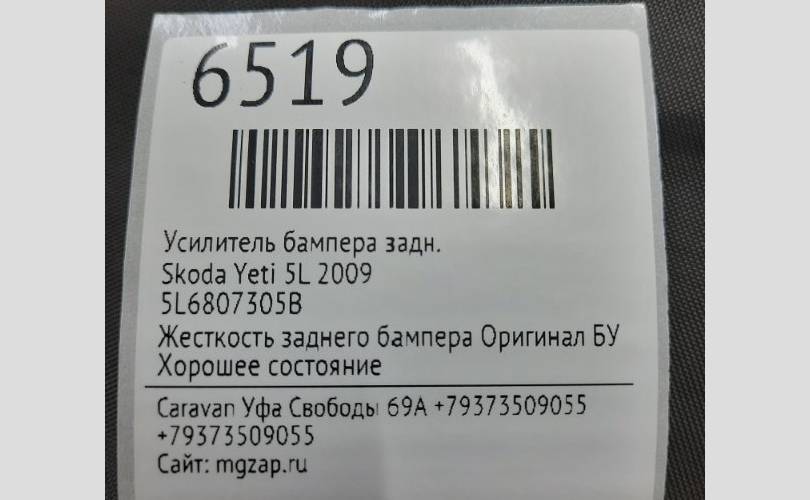 6519
Усилитель бампера задн.
Skoda Yeti 5L 2009
5L6807305B
Жесткость заднего бампера Оригинал БУ
Хорошее состояние
Caravan Уфа Свободы 69А +79373509055
+79373509055
Сайт: mgzap.ru